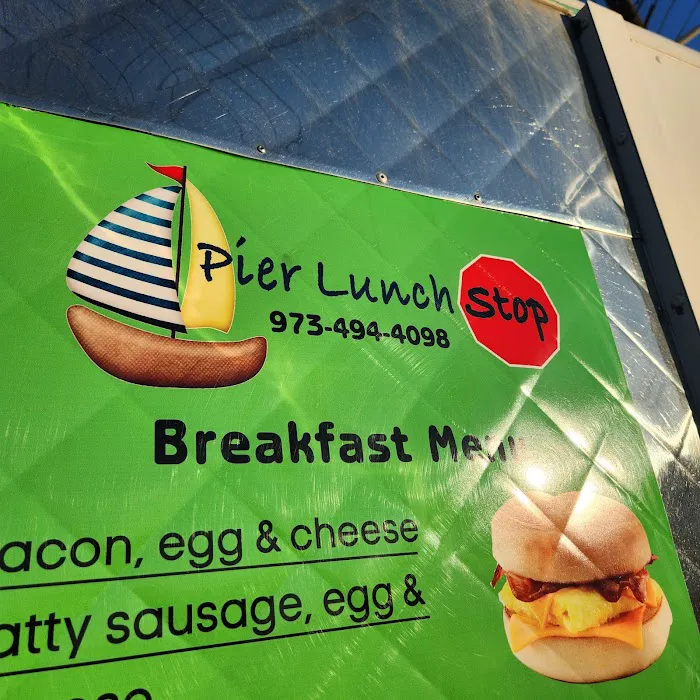 Pier Lunch Stop
973-494-4098
Breakfast Menu
acon, egg & cheese
atty sausage, egg &